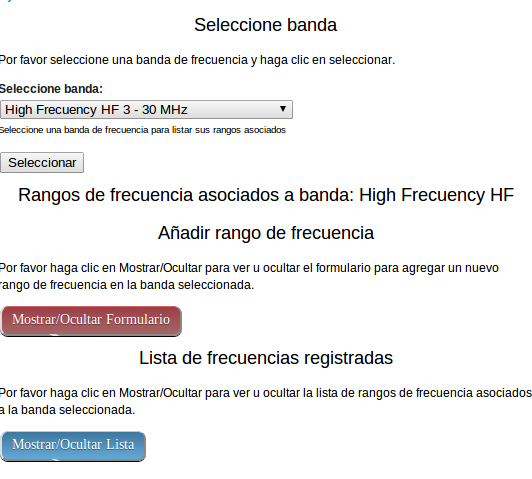 Seleccione banda
Por favor seleccione una banda de frecuencia y haga clic en seleccionar.
Seleccione banda:
High Frecuency HF 3 - 30 MHz
Seleccione una banda de frecuencia para listar sus rangos asociados
Seleccionar
Rangos de frecuencia asociados a banda: High Frecuency HF
Añadir rango de frecuencia
Por favor haga clic en Mostrar/Ocultar para ver u ocultar el formulario para agregar un nuevo
rango de frecuencia en la banda seleccionada.
Mostrar/Ocultar Formulario
Lista de frecuencias registradas
Por favor haga clic en Mostrar/Ocultar para ver u ocultar la lista de rangos de frecuencia asociados
a la banda seleccionada.
Mostrar/Ocultar Lista